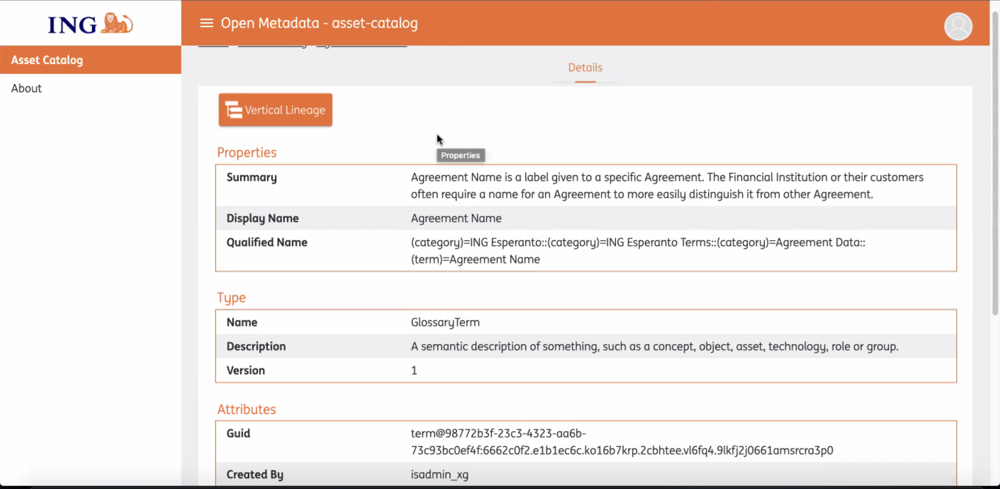 ING
Open Metadata - asset-catalog
Asset Catalog
About
Details
Vertical Lineage
Properties
Properties
Summary
Agreement Name is a label given to a specific Agreement. The Financial Institution or their customers
often require a name for an Agreement to more easily distinguish it from other Agreement.
Display Name
Agreement Name
Qualified Name
(category)=ING Esperanto::(category)=ING Esperanto Terms::(category)=Agreement Data::
(term)=Agreement Name
Type
Name
GlossaryTerm
Description
A semantic description of something, such as a concept, object, asset, technology, role or group.
Version
1
Attributes
Guid
term@98772b3f-23c3-4323-aa6b-
73c93bc0ef4f:6662c0f2.e1b1ec6c.ko16b7krp.2cbhtee.vl6fq4.9lkfj2j0661amsrcra3p0
Created By
isadmin_xg